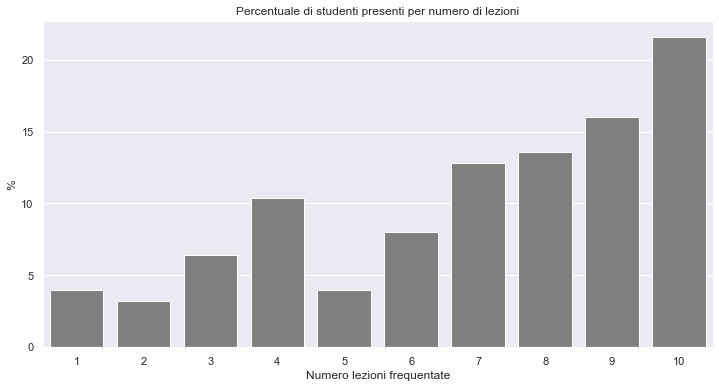 Percentuale di studenti presenti per numero di lezioni
20
15
10
5
0
%
1 2 3 4 5 6 7 8 9 10
Numero lezioni frequentate